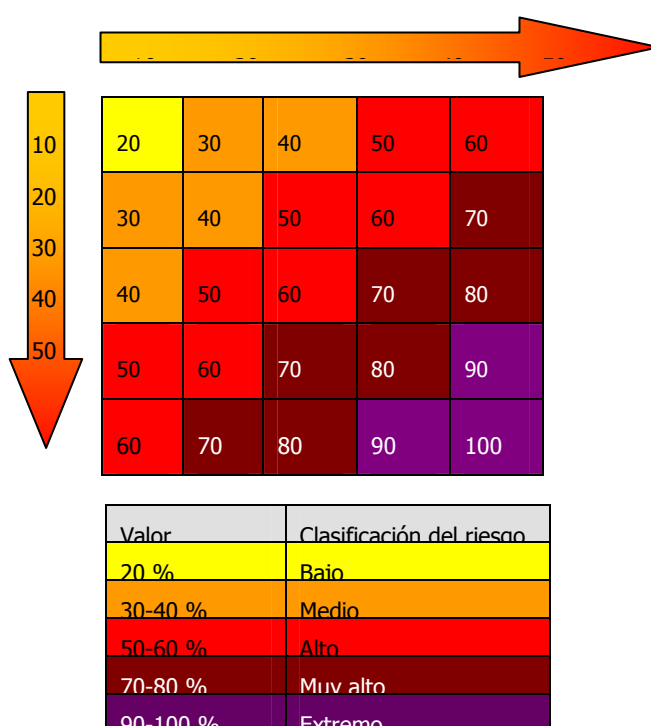 10
20
30
40
50
20 30 40 50 60
30 40 50 60 70
40 50 60 70 80
50 60 70 80 90
60 70 80 90 100
Valor Clasificación del riesgo
20 % Bajo
30-40 % Medio
50-60 % Alto
70-80 % Muy alto
90-100 % Extremo